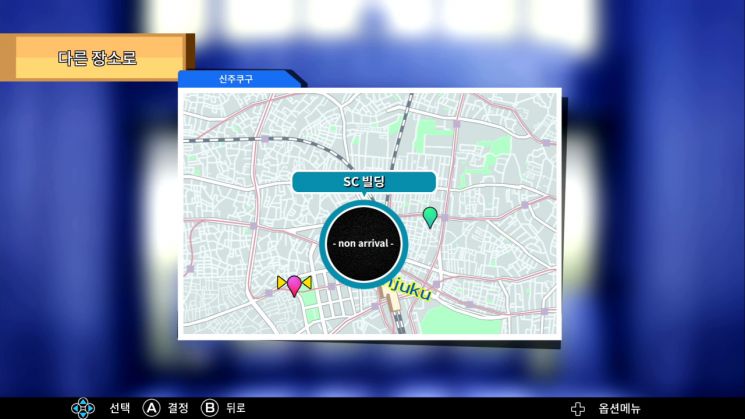 다른 장소로
신주쿠구
SC 빌딩
- non arrival -
ijuku
선택 A 결정 B 뒤로 옵션메뉴